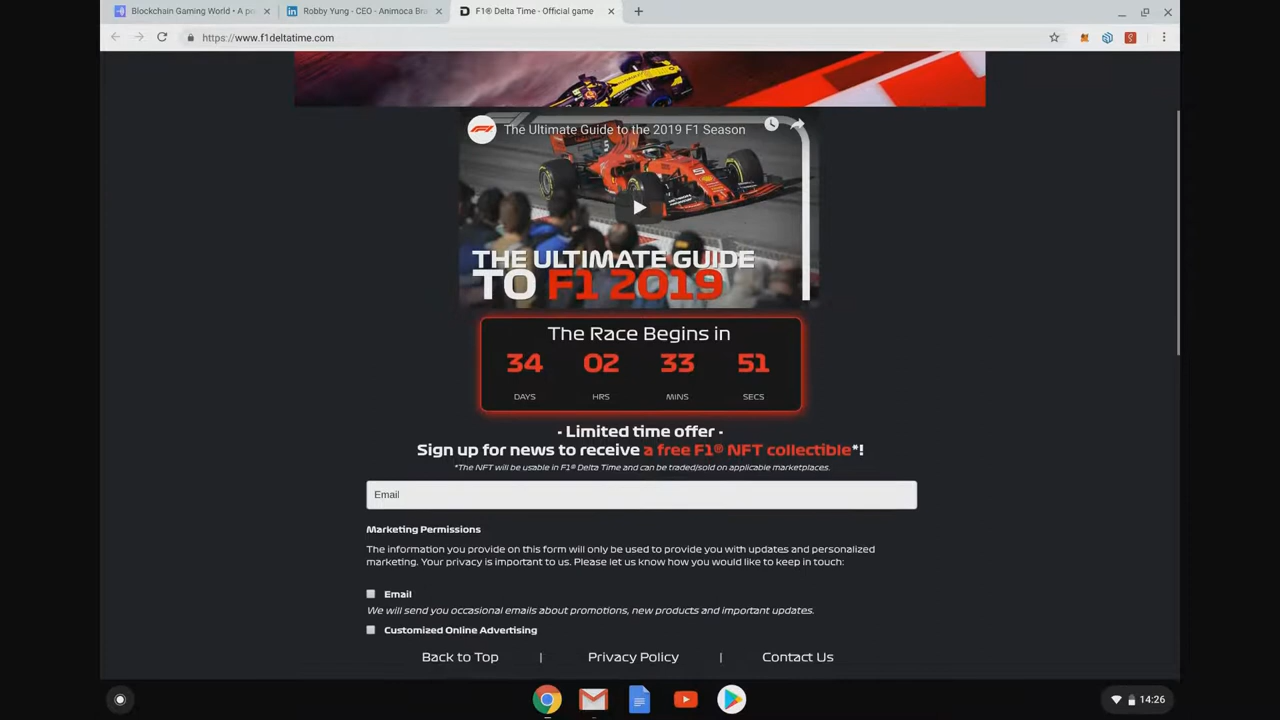 Blockchain Gaming World • A po
Robby Yung - CEO - Animoca Bra
F1® Delta Time - Official game
https://www.f1deltatime.com
The Ultimate Guide to the 2019 F1 Season
THE ULTIMATE GUIDE
TO F1 2019
The Race Begins in
34 02 33 51
DAYS HRS MINS SECS
- Limited time offer -
Sign up for news to receive a free F1® NFT collectible*!
*The NFT will be usable in F1® Delta Time and can be traded/sold on applicable marketplaces.
Email
Marketing Permissions
The information you provide on this form will only be used to provide you with updates and personalized
marketing. Your privacy is important to us. Please let us know how you would like to keep in touch:
Email
We will send you occasional emails about promotions, new products and important updates.
Customized Online Advertising
Back to Top | Privacy Policy | Contact Us
14:26